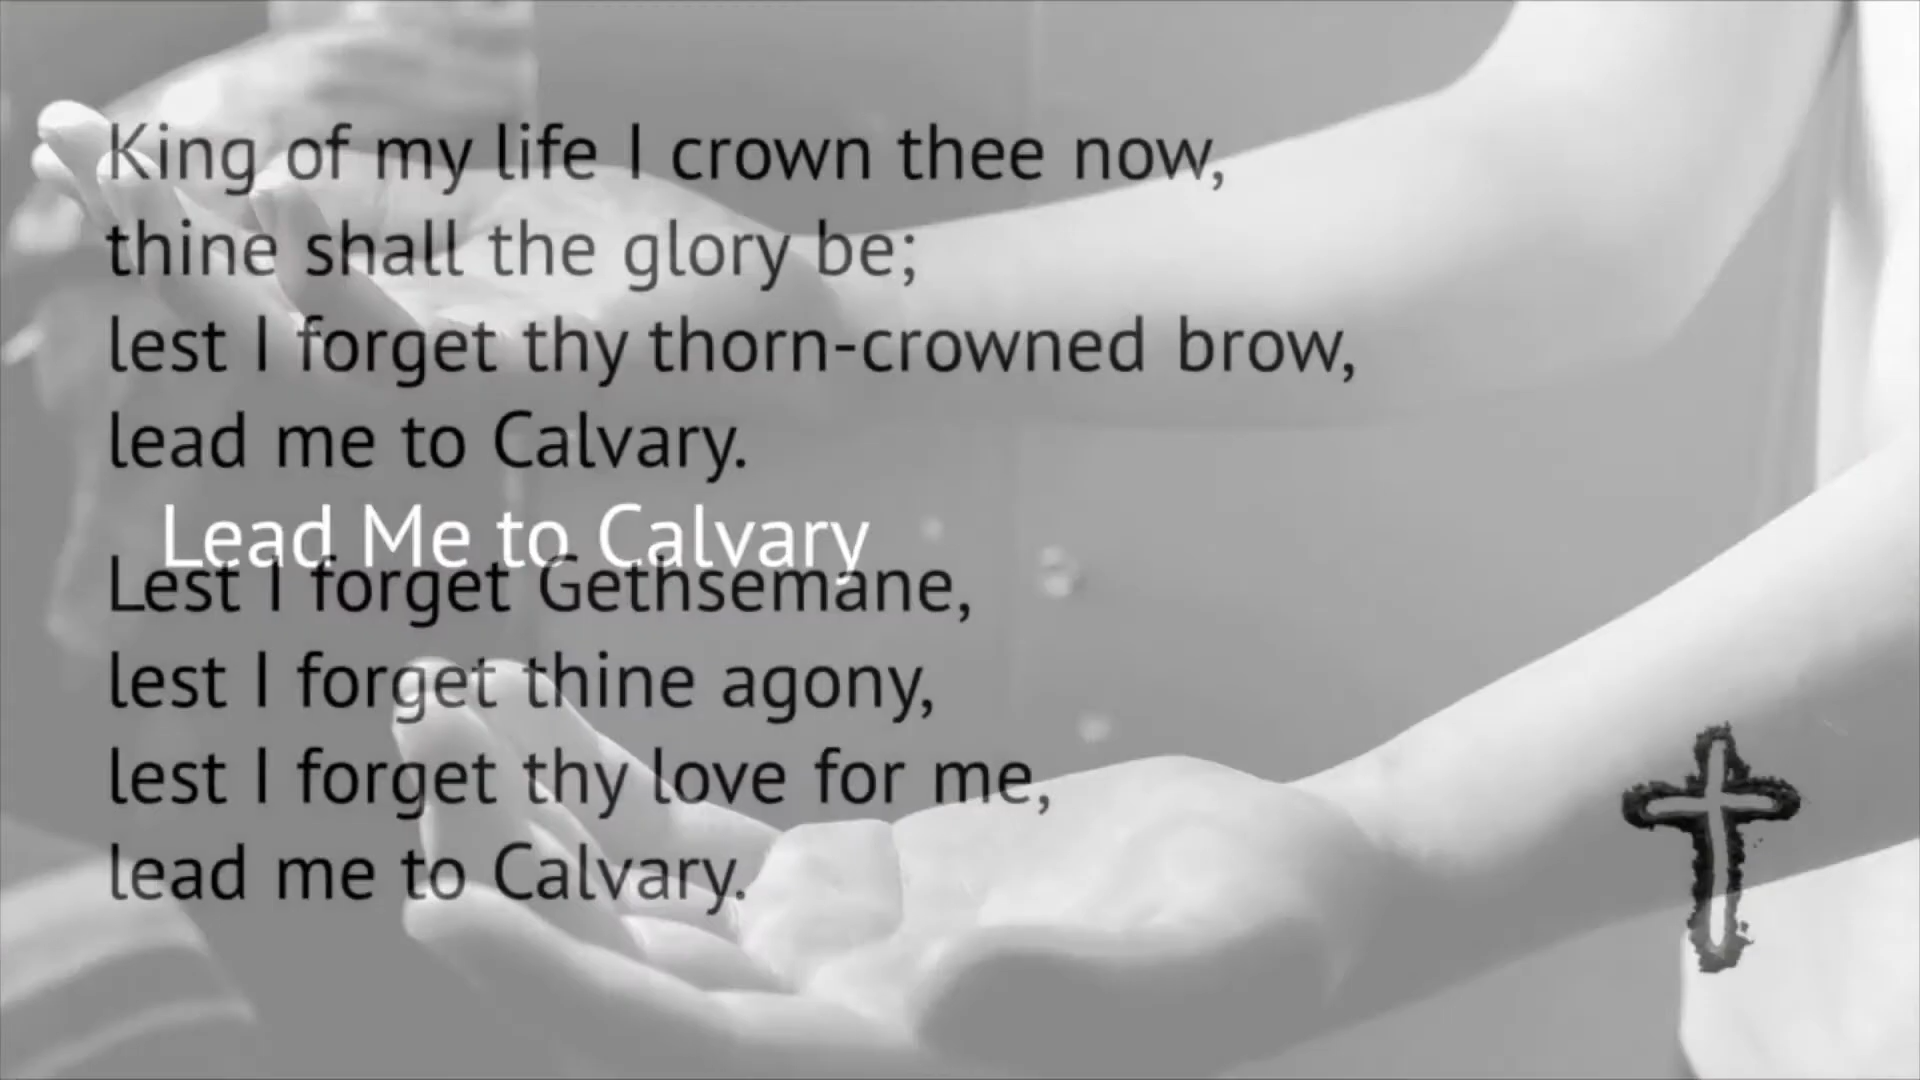 King of my life I crown thee now,
thine shall the glory be;
lest I forget thy thorn-crowned brow,
lead me to Calvary.
Lead Me to Calvary
Lest I forget Gethsemane,
lest I forget thine agony,
lest I forget thy love for me,
lead me to Calvary.